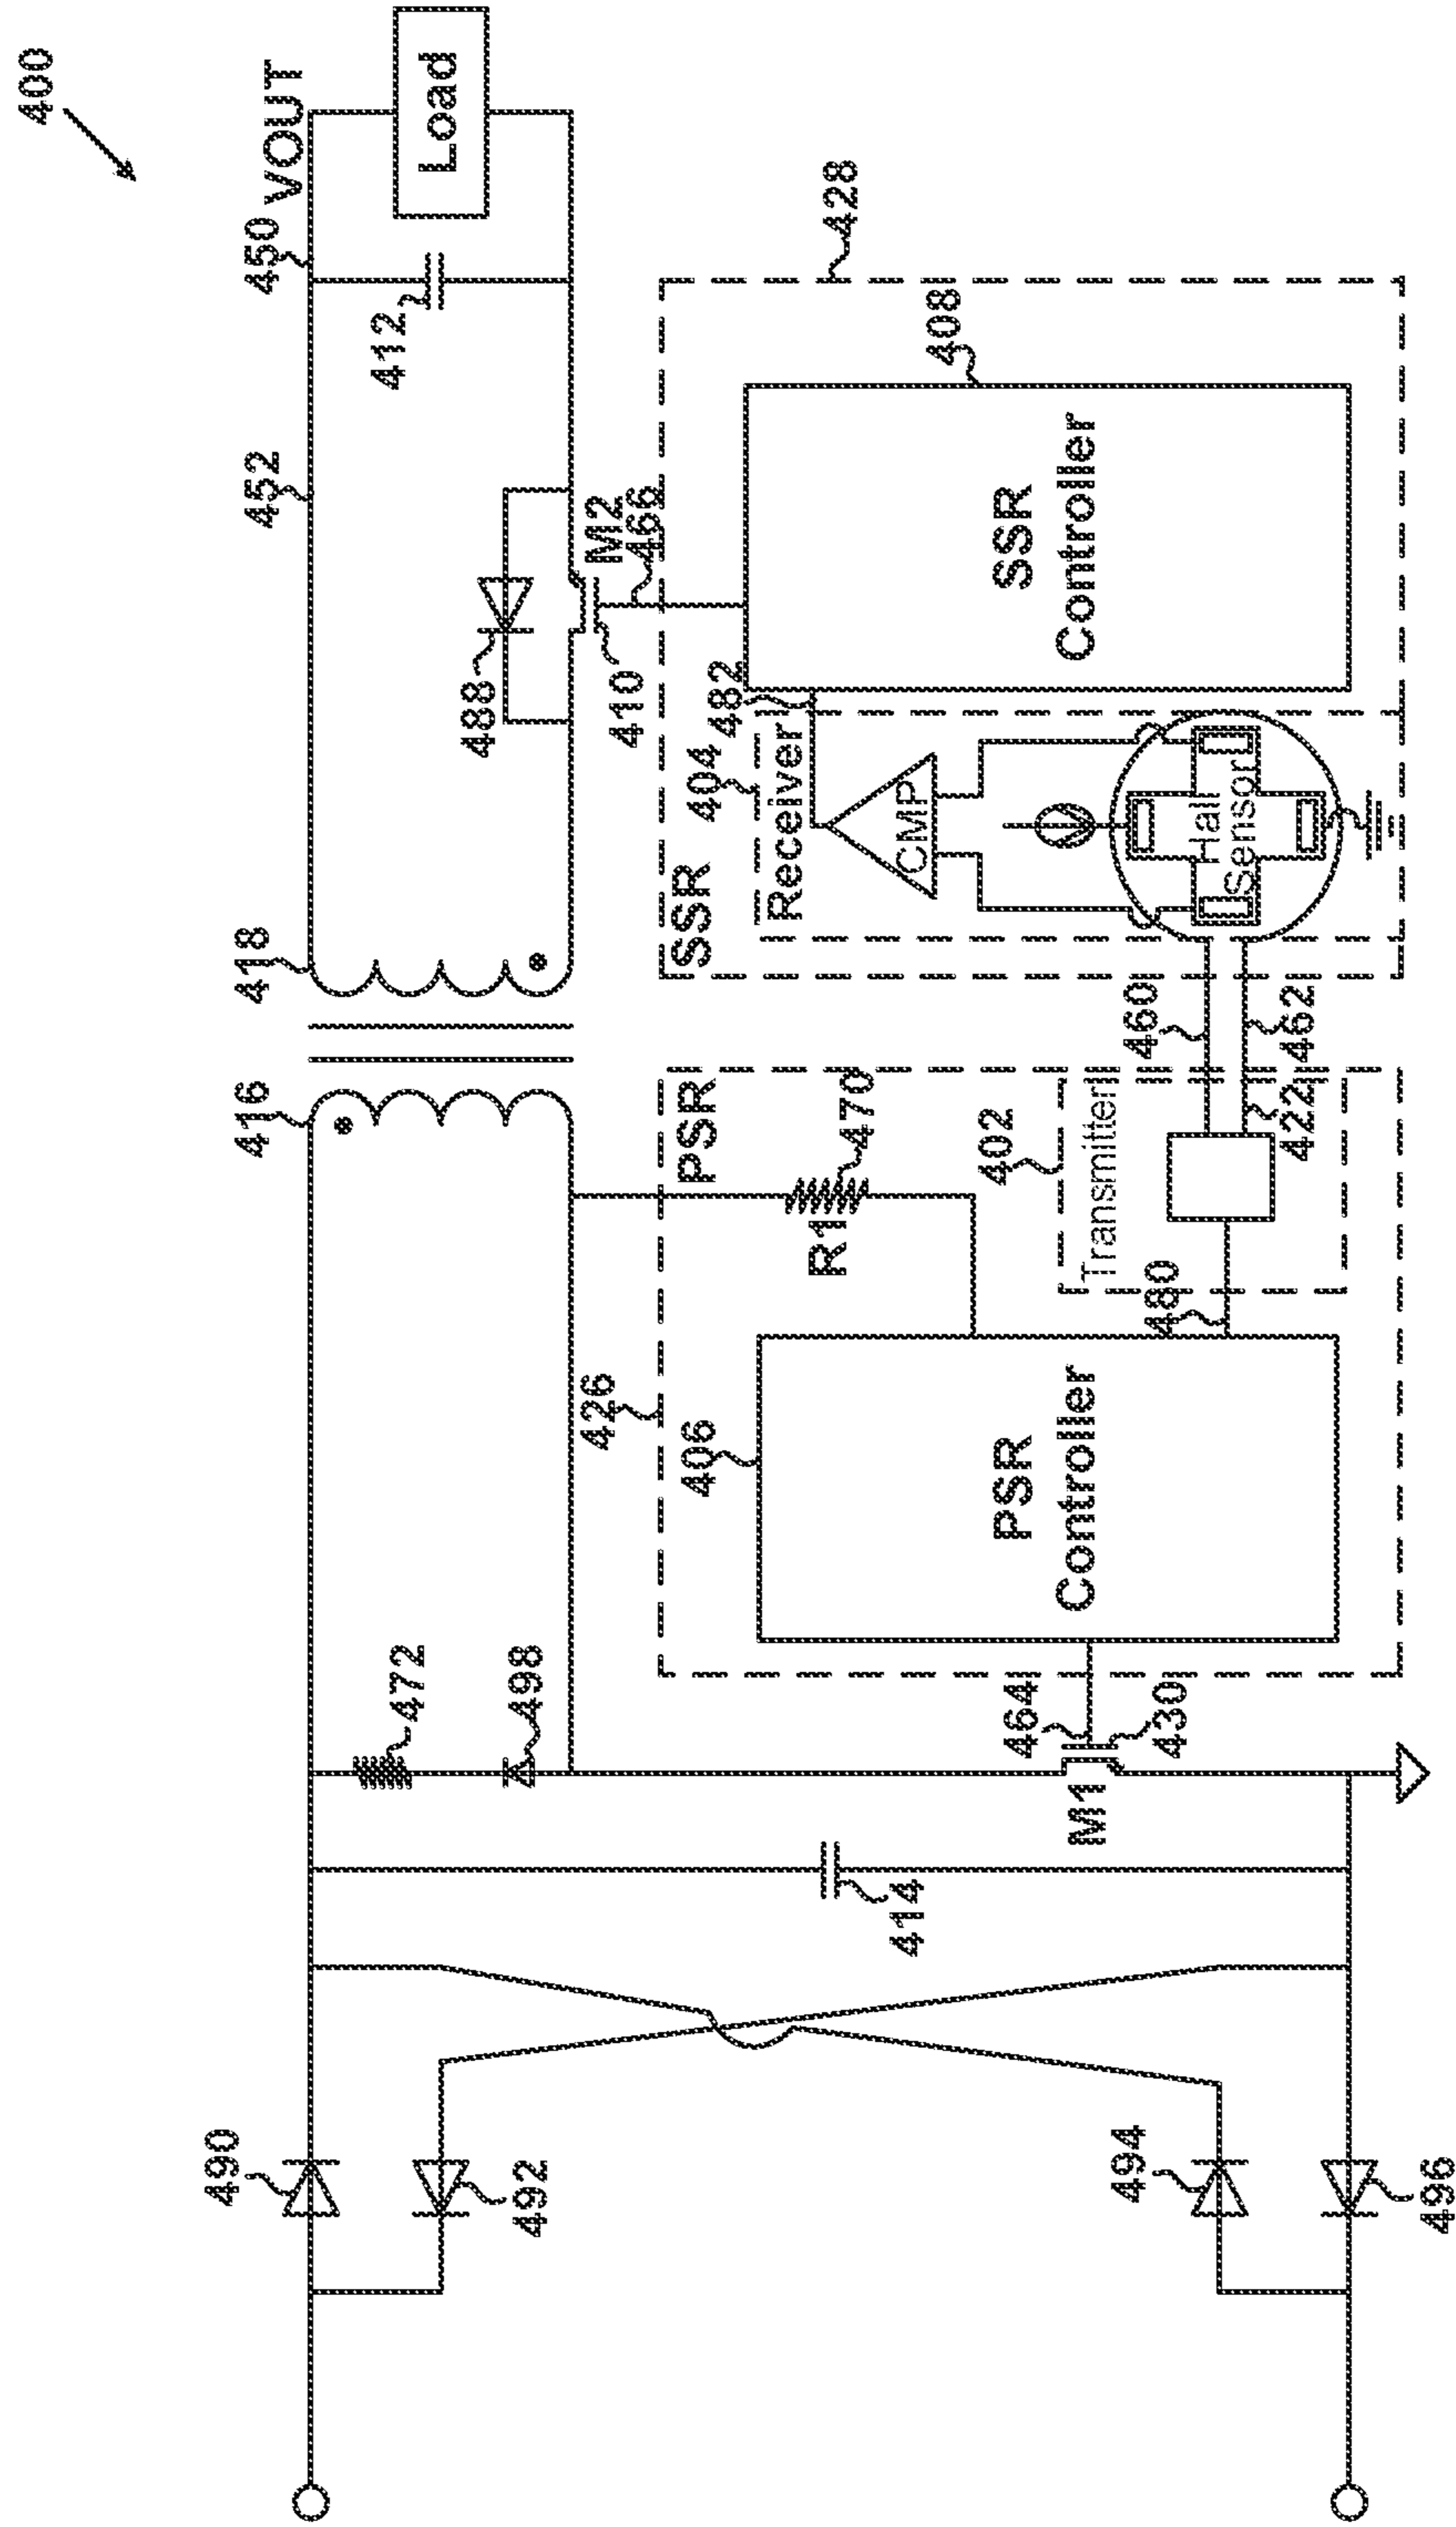 400
VOUT
450
452
418
416
Load
412
488
M2
466
410
472
498
490
492
428
SSR
404
482
Receiver
CMP
Hall
Sensor
408
SSR
Controller
460
462
422
PSR
470
R1
402
Transmitter
480
426
406
PSR
Controller
464
430
M1
414
494
496